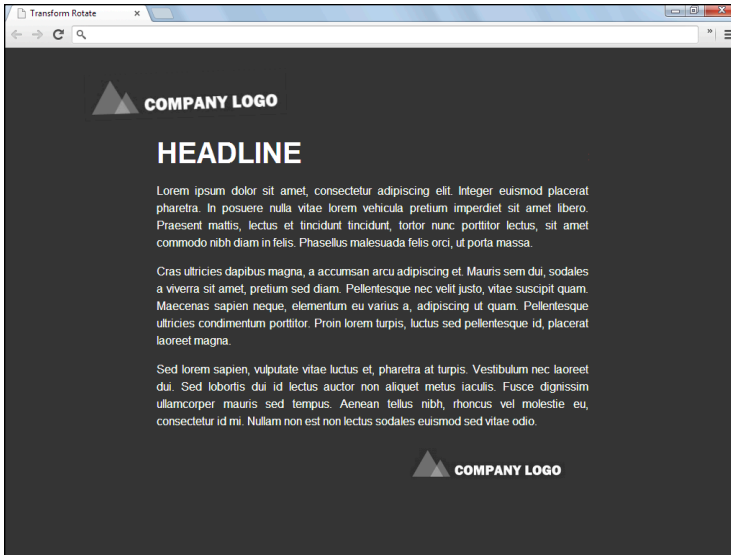 Transform Rotate
COMPANY LOGO
HEADLINE
Lorem ipsum dolor sit amet, consectetur adipiscing elit. Integer euismod placerat
pharetra. In posuere nulla vitae lorem vehicula pretium imperdiet sit amet libero.
Praesent mattis, lectus et tincidunt tincidunt, tortor nunc porttitor lectus, sit amet
commodo nibh diam in felis. Phasellus malesuada felis orci, ut porta massa.
Cras ultricies dapibus magna, a accumsan arcu adipiscing et. Mauris sem dui, sodales
a viverra sit amet, pretium sed diam. Pellentesque nec velit justo, vitae suscipit quam.
Maecenas sapien neque, elementum eu varius a, adipiscing ut quam. Pellentesque
ultricies condimentum porttitor. Proin lorem turpis, luctus sed pellentesque id, placerat
laoreet magna.
Sed lorem sapien, vulputate vitae luctus et, pharetra at turpis. Vestibulum nec laoreet
dui. Sed lobortis dui id lectus auctor non aliquet metus iaculis. Fusce dignissim
ullamcorper mauris sed tempus. Aenean tellus nibh, rhoncus vel molestie eu,
consectetur id mi. Nullam non est non lectus sodales euismod sed vitae odio.
COMPANY LOGO